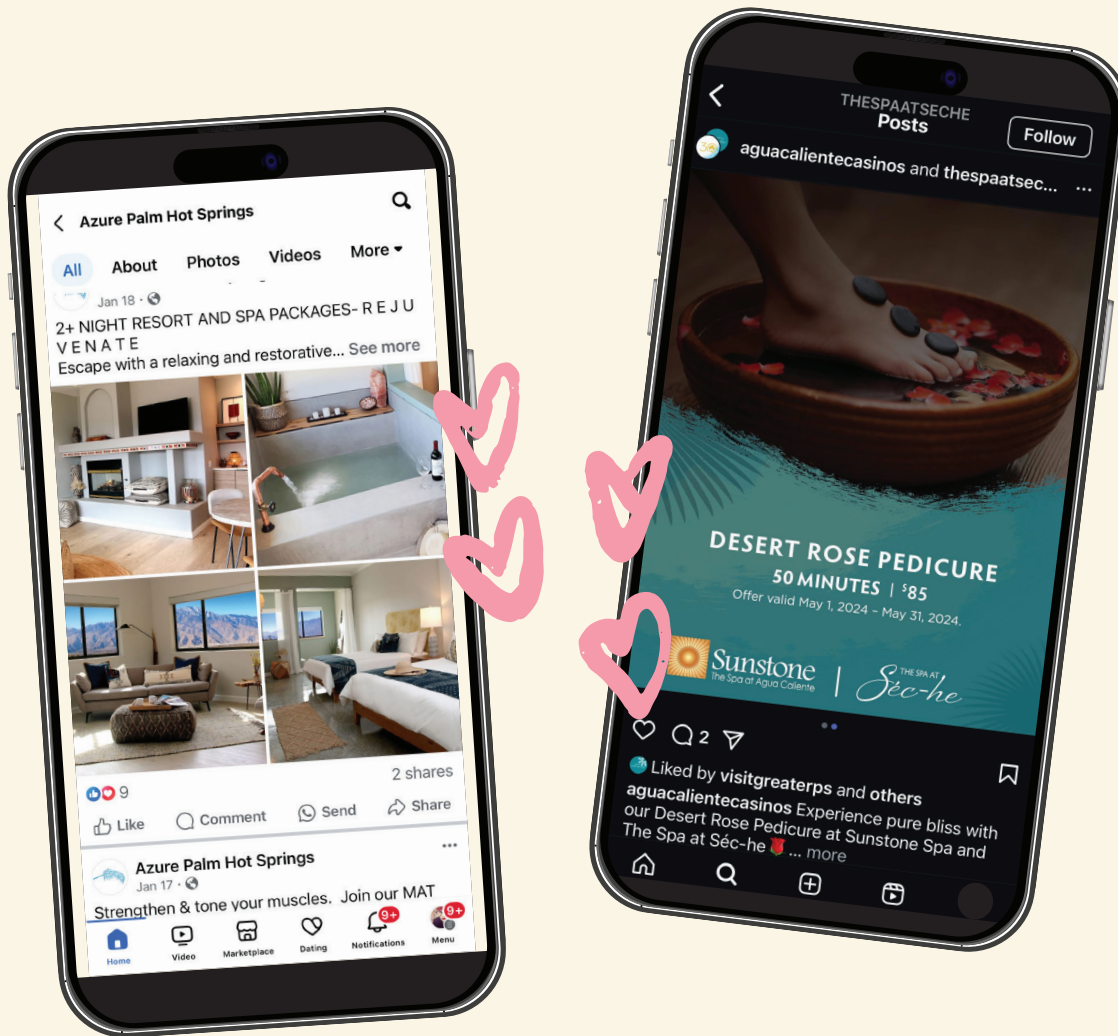 Azure Palm Hot Springs
All About Photos Videos More
Jan 18 ·
2+ NIGHT RESORT AND SPA PACKAGES- R E J U
V E N A T E
Escape with a relaxing and restorative... See more
9
2 shares
Like Comment Send Share
Azure Palm Hot Springs
Jan 17 ·
Strengthen & tone your muscles. Join our MAT
9+ 9+
Home Video Marketplace Dating Notifications Menu
THESPAATSECHE
Posts
Follow
aguacalientecasinos and thespaatsec... ...
DESERT ROSE PEDICURE
50 MINUTES | $85
Offer valid May 1, 2024 – May 31, 2024.
Sunstone
The Spa at Agua Caliente
THE SPA AT
Séc-he
2
Liked by visitgreaterps and others
aguacalientecasinos Experience pure bliss with
our Desert Rose Pedicure at Sunstone Spa and
The Spa at Séc-he 🌹 ... more